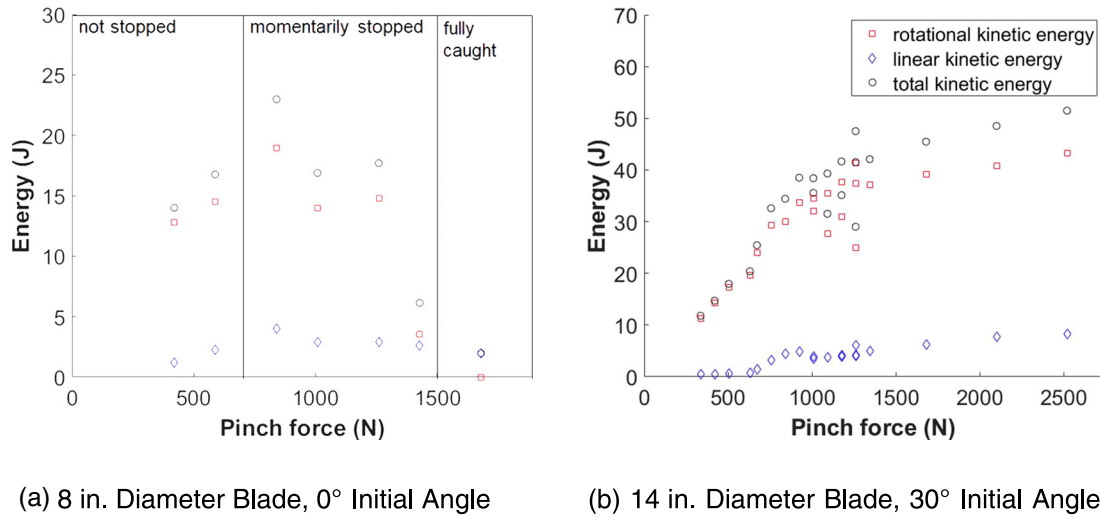 30
25
20
15
10
5
0
Energy (J)
not stopped
momentarily stopped
fully
caught
0
500
1000
1500
Pinch force (N)
(a) 8 in. Diameter Blade, 0° Initial Angle
70
60
50
40
30
20
10
0
Energy (J)
rotational kinetic energy
linear kinetic energy
total kinetic energy
0
500
1000
1500
2000
2500
Pinch force (N)
(b) 14 in. Diameter Blade, 30° Initial Angle